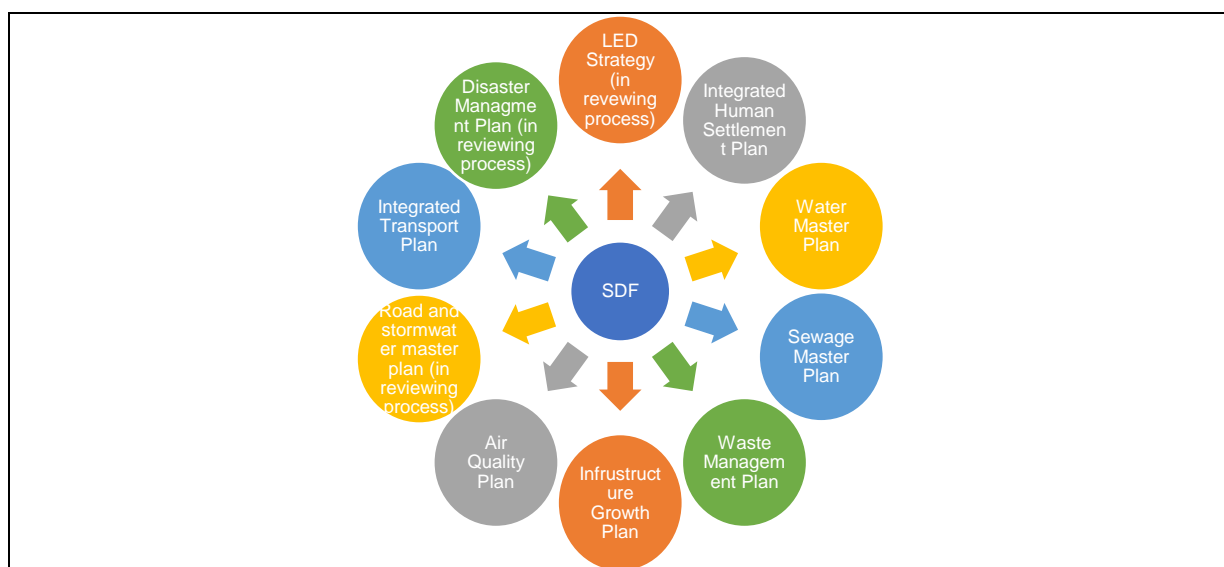 LED
Strategy
(in
revewing
process)
Integrated
Human
Settlemen
t Plan
Water
Master
Plan
Sewage
Master
Plan
Waste
Managem
ent Plan
Infrustruct
ure
Growth
Plan
Air
Quality
Plan
Road and
stormwat
er master
plan (in
reviewing
process)
Integrated
Transport
Plan
Disaster
Managme
nt Plan (in
reviewing
process)
SDF